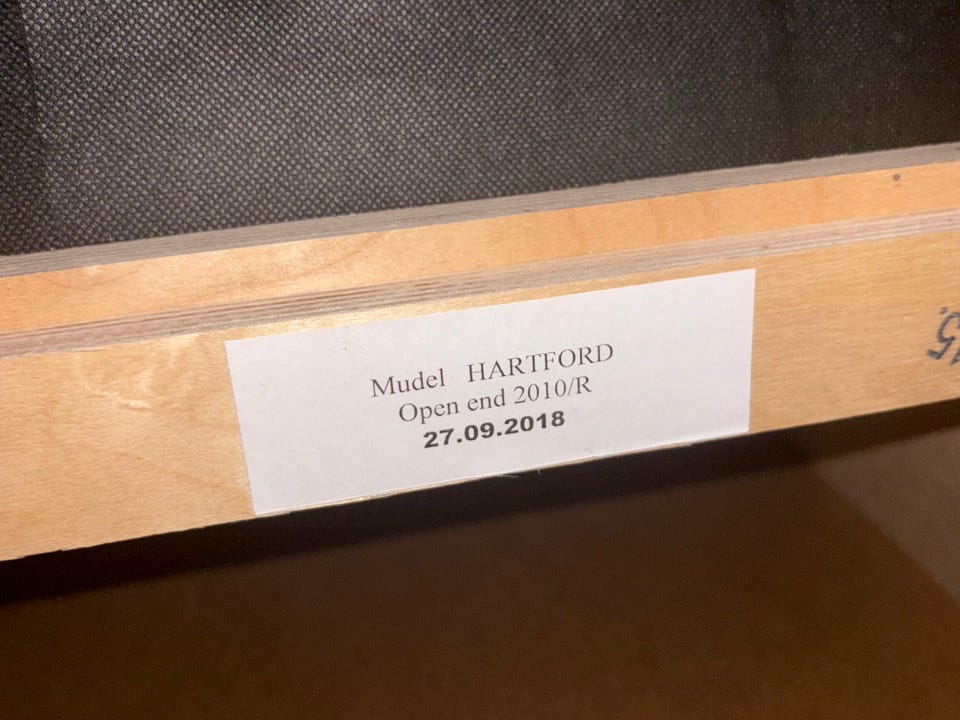 Mudel HARTFORD
Open end 2010/R
27.09.2018